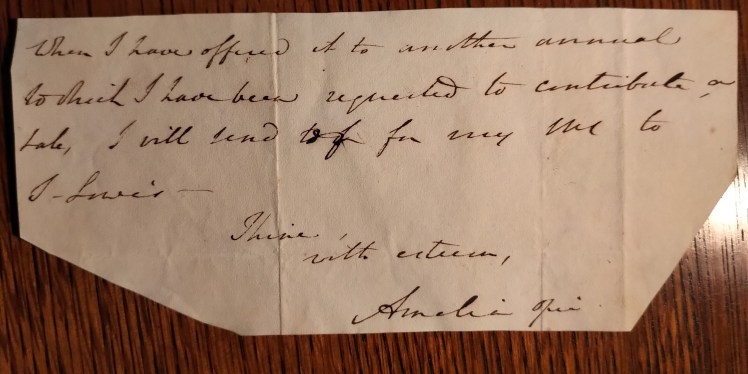 When I have offered it to another annual
to which I have been requested to contribute a
tale, I will send for my MS to
S- Lewis -
Thine,
with esteem,
Amelia Opie